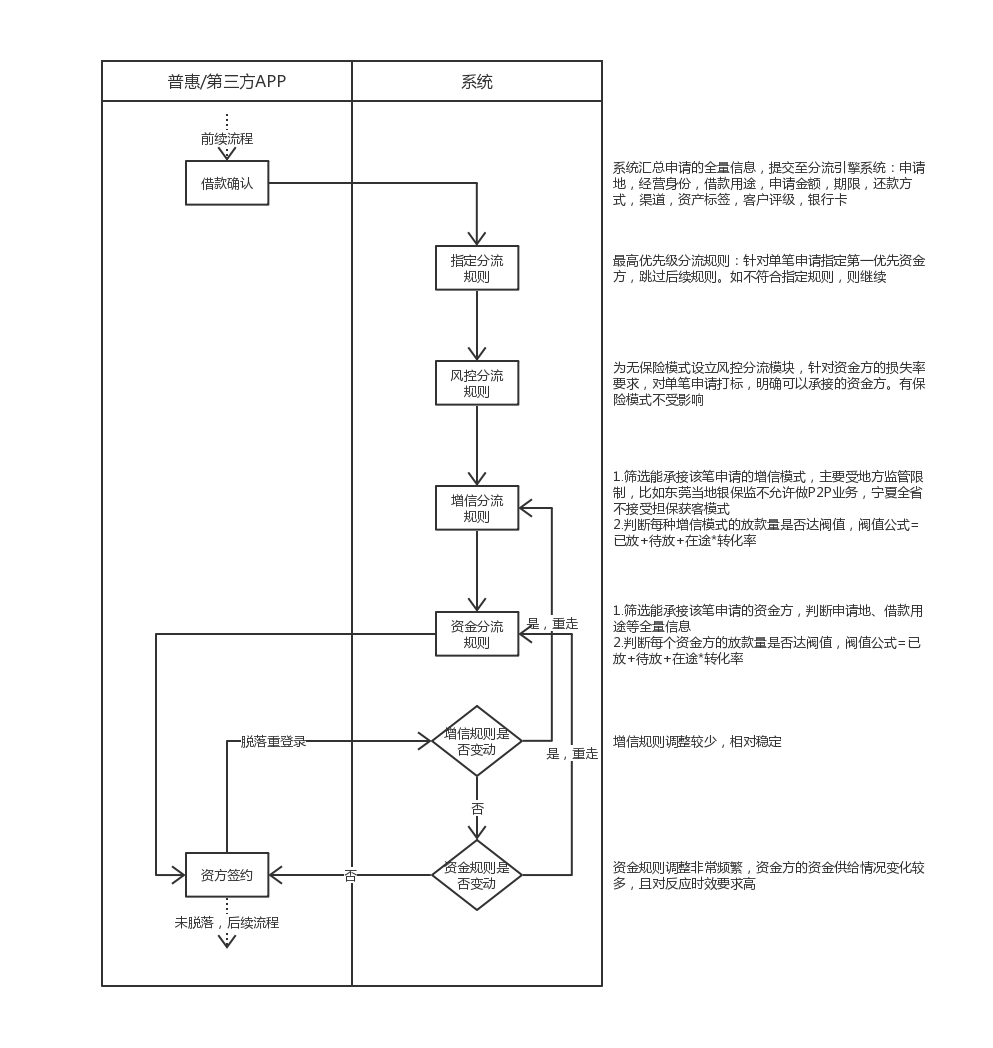 普惠/第三方APP
系统
前续流程
借款确认
系统汇总申请的全量信息，提交至分流引擎系统：申请
地，经营身份，借款用途，申请金额，期限，还款方
式，渠道，资产标签，客户评级，银行卡
指定分流
规则
最高优先级分流规则：针对单笔申请指定第一优先资金
方，跳过后续规则。如不符合指定规则，则继续
风控分流
规则
为无保险模式设立风控分流模块，针对资金方的损失率
要求，对单笔申请打标，明确可以承接的资金方。有保
险模式不受影响
增信分流
规则
1.筛选能承接该笔申请的增信模式，主要受地方监管限
制，比如东莞当地银保监不允许做P2P业务，宁夏全省
不接受担保获客模式
2.判断每种增信模式的放款量是否达阀值，阀值公式=
已放+待放+在途*转化率
资金分流
规则
是，重走
1.筛选能承接该笔申请的资金方，判断申请地、借款用
途等全量信息
2.判断每个资金方的放款量是否达阀值，阀值公式=已
放+待放+在途*转化率
脱落重登录
增信规则是
否变动
是，重走
增信规则调整较少，相对稳定
否
资方签约
否
资金规则是
否变动
资金规则调整非常频繁，资金方的资金供给情况变化较
多，且对反应时效要求高
未脱落，后续流程